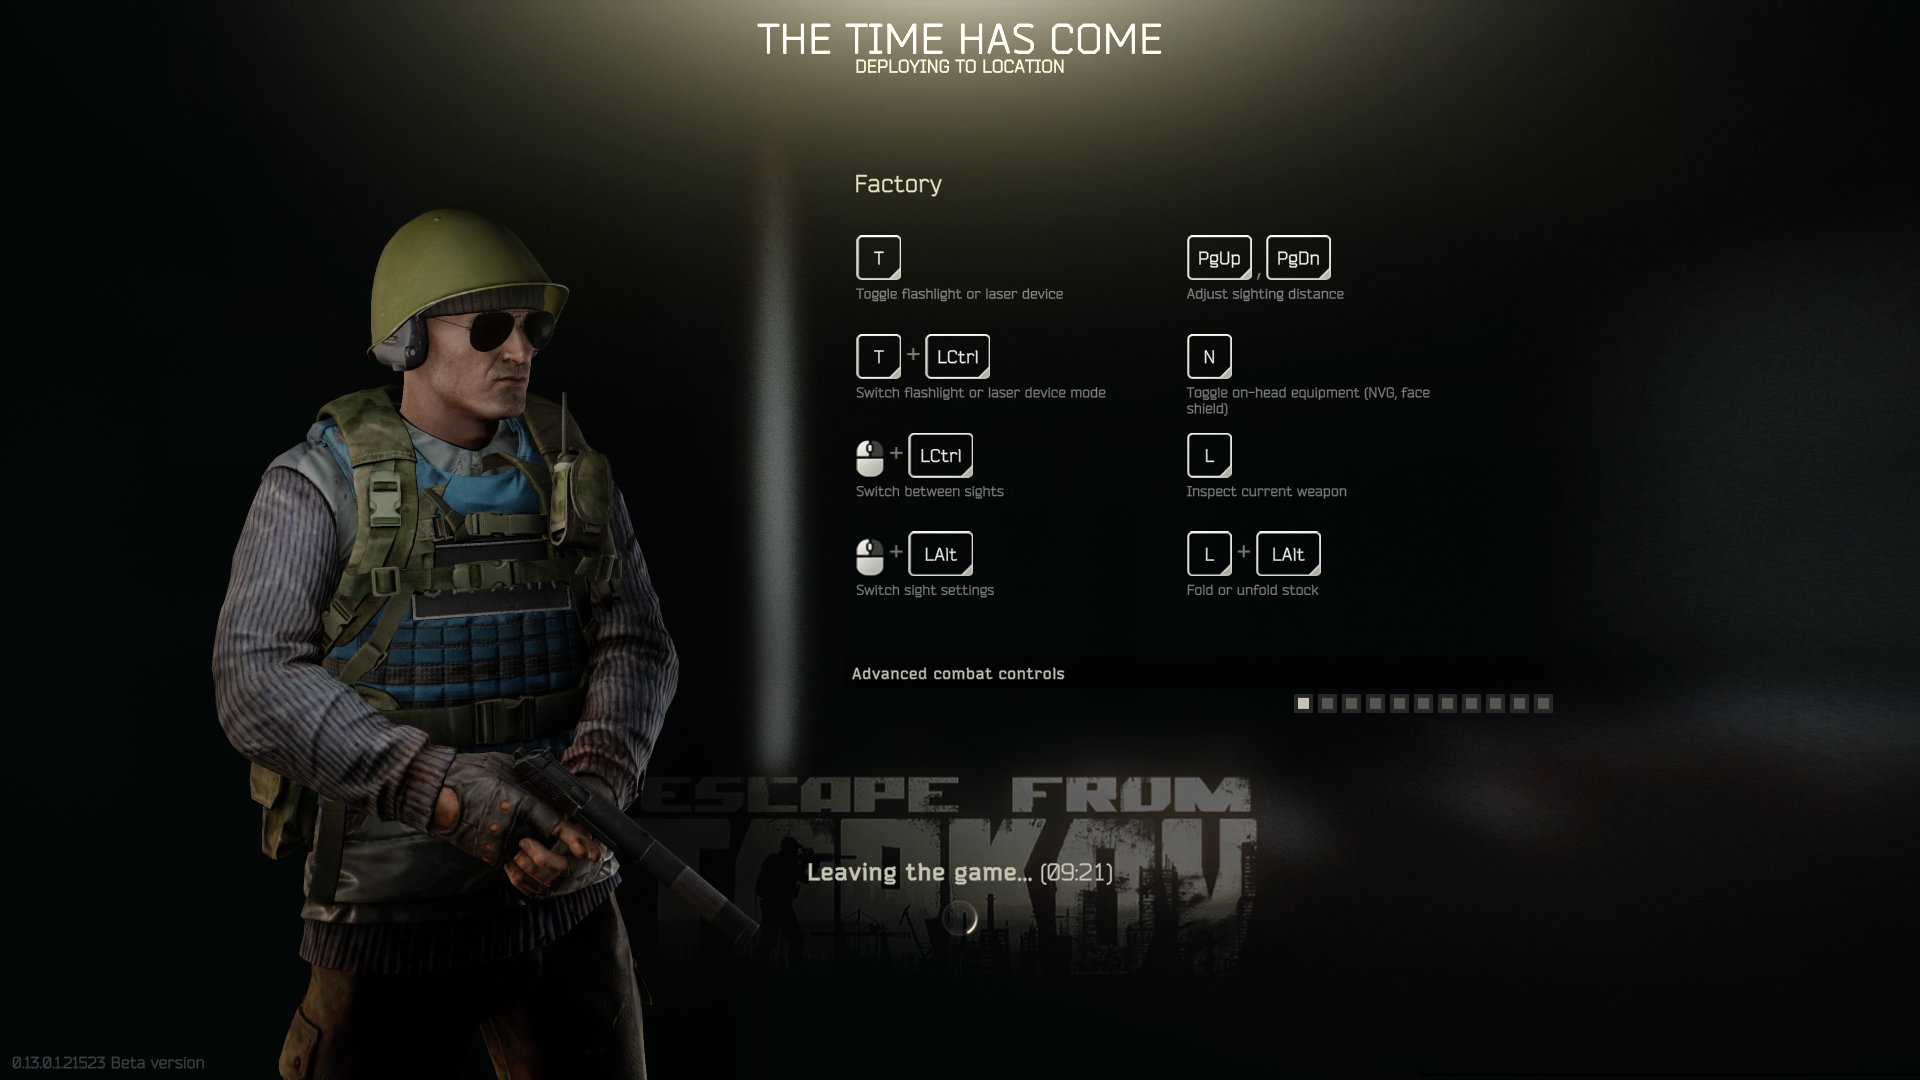 THE TIME HAS COME
DEPLOYING TO LOCATION
Factory
T
Toggle flashlight or laser device
PgUp , PgDn
Adjust sighting distance
T + LCtrl
Switch flashlight or laser device mode
N
Toggle on-head equipment (NVG, face
shield)
+ LCtrl
Switch between sights
L
Inspect current weapon
+ LAlt
Switch sight settings
L + LAlt
Fold or unfold stock
Advanced combat controls
ESCAPE FROM
TARKOV
Leaving the game... (09:21)
0.13.0.1.21523 Beta version